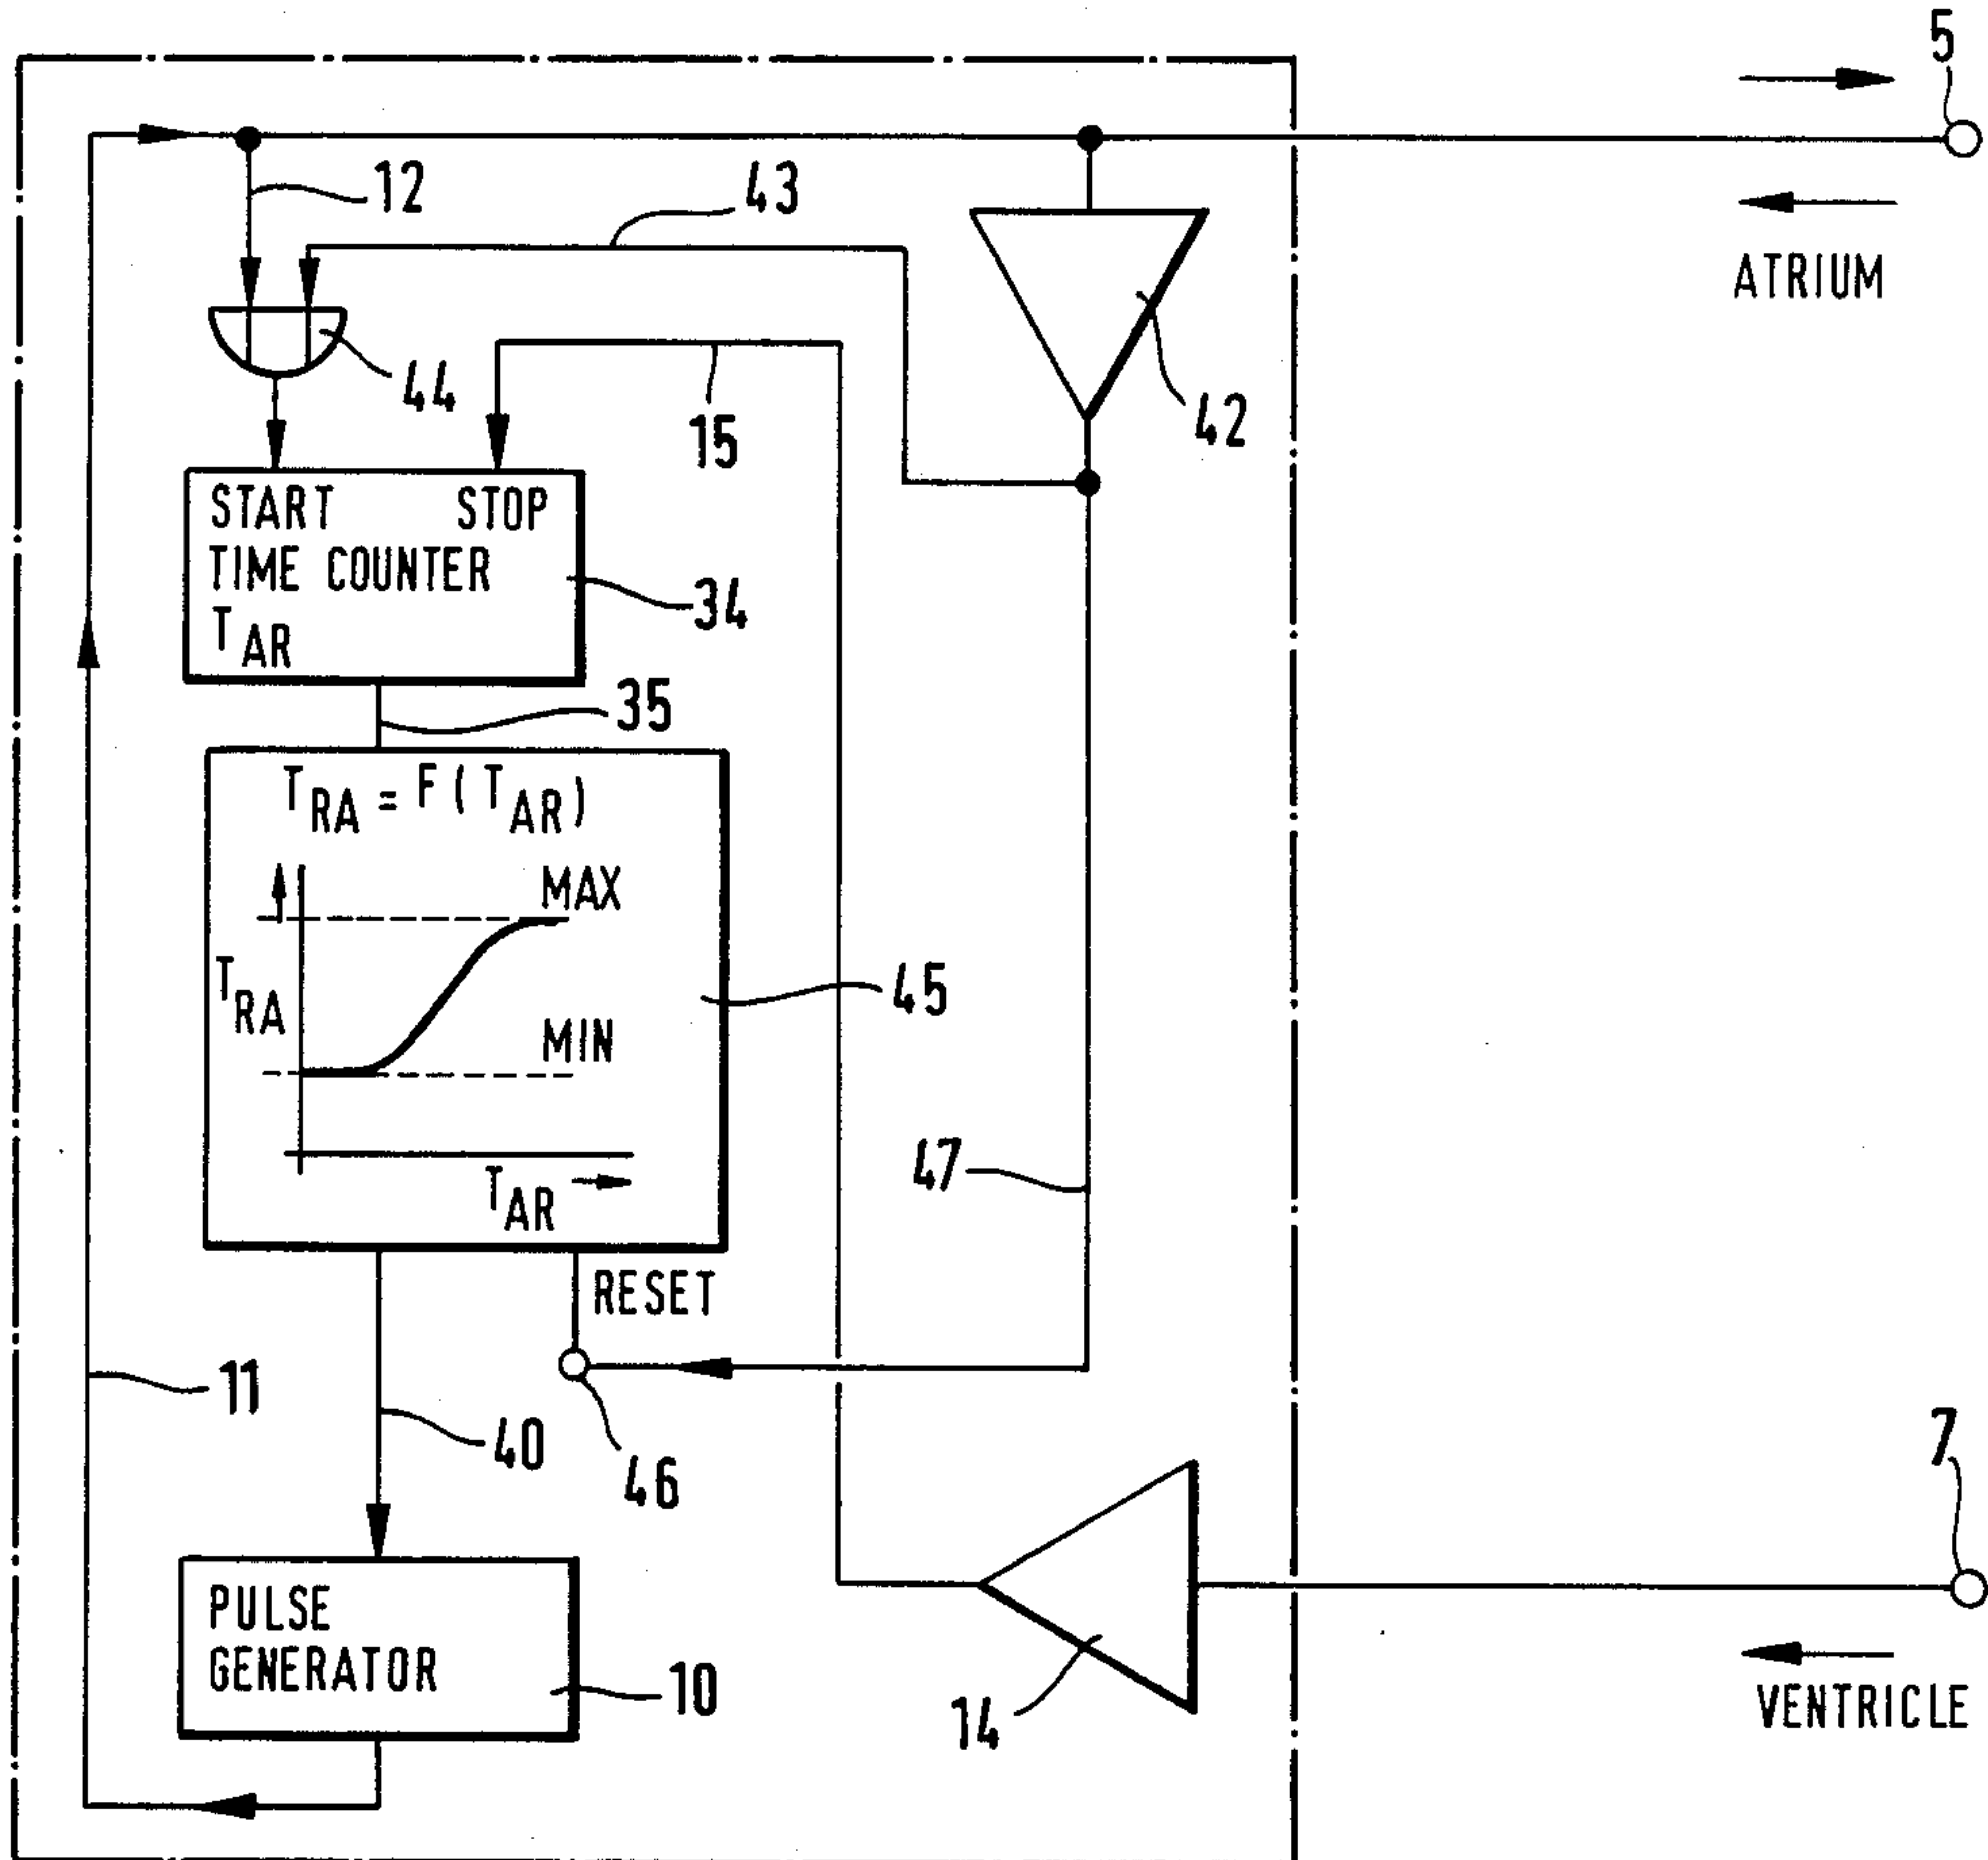 5
12
43
ATRIUM
44
15
42
START STOP
TIME COUNTER
T AR
34
35
T RA = F ( T AR )
MAX
T RA
45
MIN
47
T AR
RESET
11
40
46
7
PULSE
GENERATOR
10
14
VENTRICLE